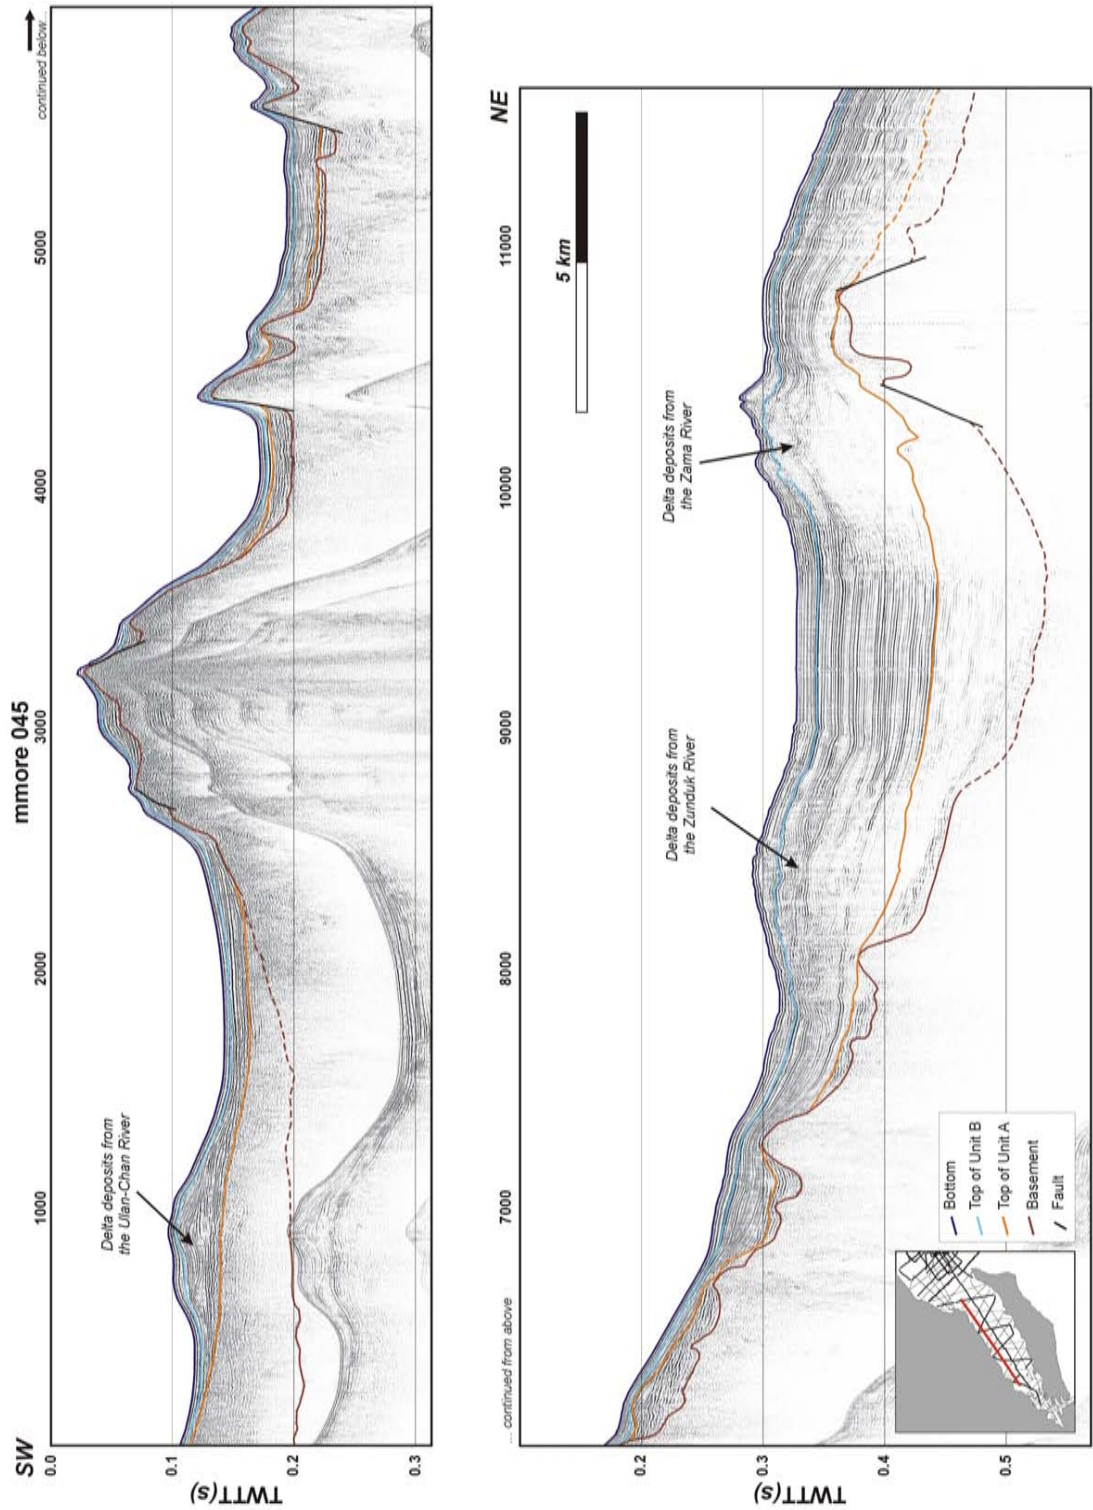 mmore 045
SW
1000
2000
3000
4000
5000
continued below...
0.0
0.1
0.2
0.3
TWTT(s)
Delta deposits from
the Ulan-Chan River
... continued from above
7000
8000
9000
10000
11000
NE
0.2
0.3
0.4
0.5
TWTT(s)
Delta deposits from
the Zunduk River
Delta deposits from
the Zama River
5 km
Bottom
Top of Unit B
Top of Unit A
Basement
Fault